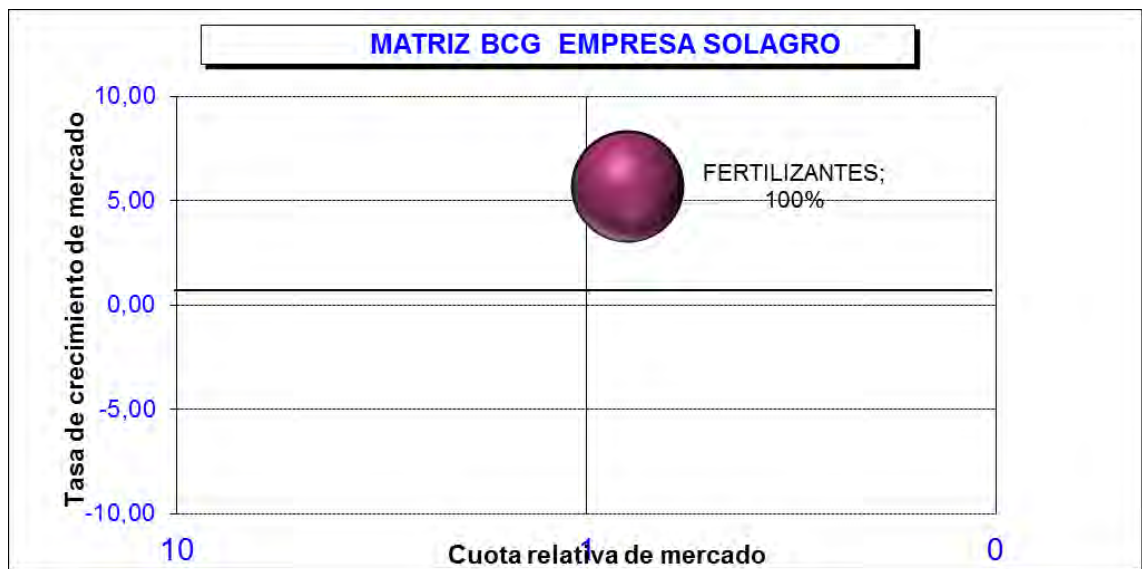 MATRIZ BCG EMPRESA SOLAGRO
Tasa de crecimiento de mercado
10,00
5,00
0,00
-5,00
-10,00
FERTILIZANTES;
100%
10
1
0
Cuota relativa de mercado